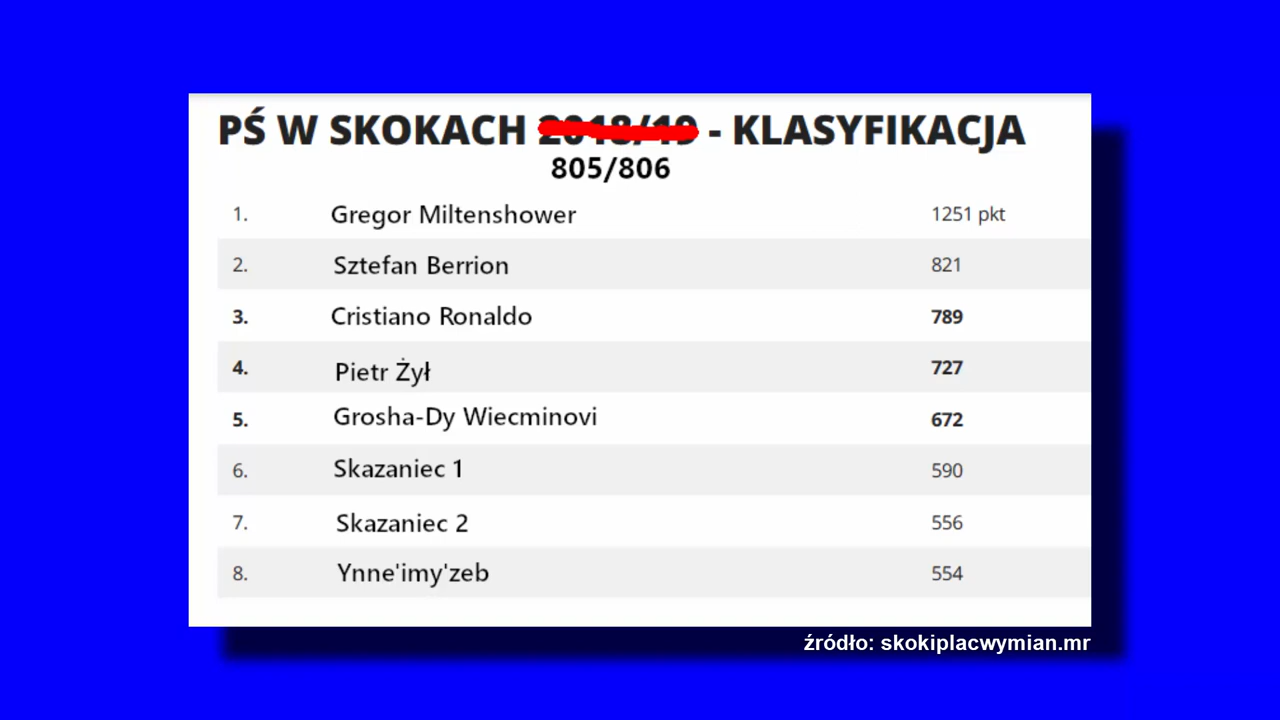 PŚ W SKOKACH 2018/19 - KLASYFIKACJA
805/806
1. Gregor Miltenshower 1251 pkt
2. Sztefan Berrion 821
3. Cristiano Ronaldo 789
4. Pietr Żył 727
5. Grosha-Dy Wiecminovi 672
6. Skazaniec 1 590
7. Skazaniec 2 556
8. Ynne'imy'zeb 554
źródło: skokiplacwymian.mr